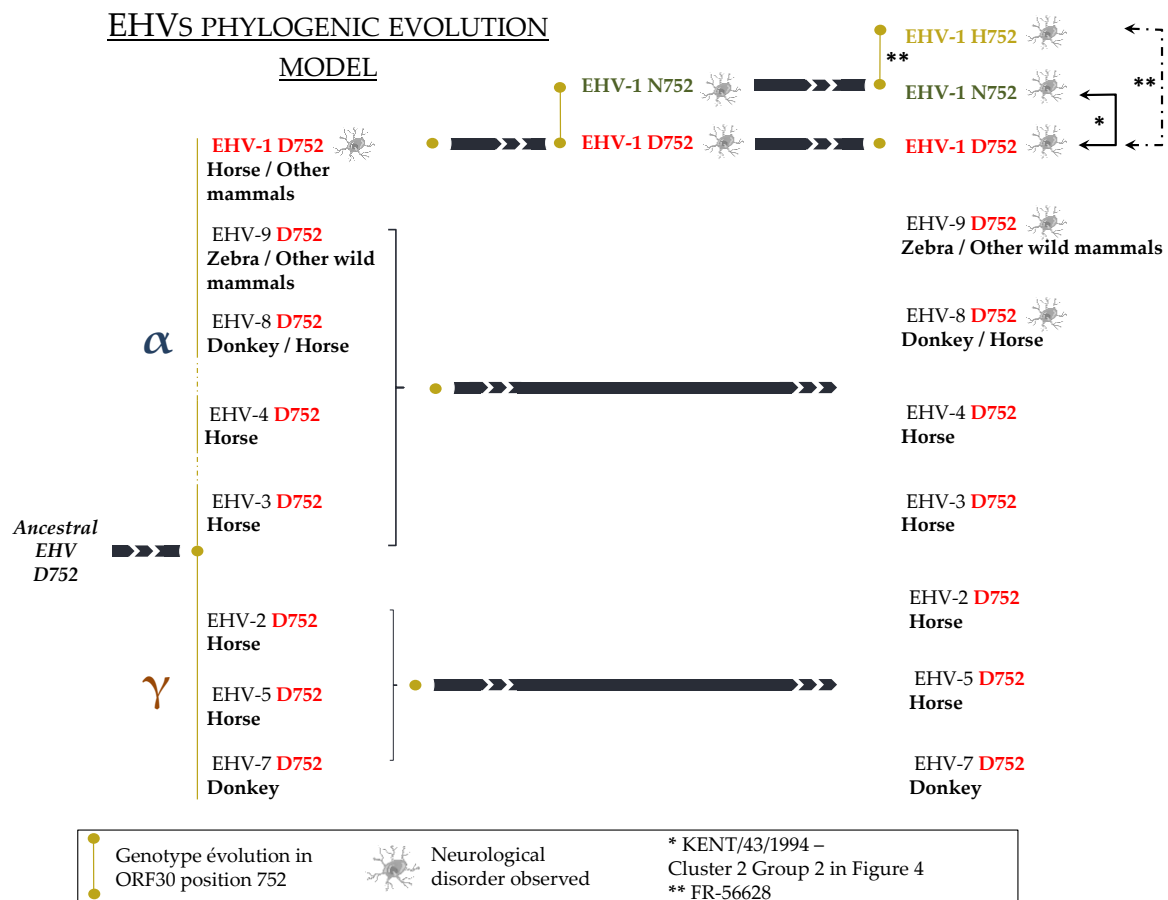 EHVS PHYLOGENIC EVOLUTION
MODEL
EHV-1 H752
**
**
EHV-1 N752
EHV-1 N752
*
EHV-1 D752
EHV-1 D752
EHV-1 D752
Horse / Other
mammals
EHV-9 D752
Zebra / Other wild
mammals
EHV-9 D752
Zebra / Other wild mammals
α
EHV-8 D752
Donkey / Horse
EHV-8 D752
Donkey / Horse
EHV-4 D752
Horse
EHV-4 D752
Horse
EHV-3 D752
Horse
EHV-3 D752
Horse
Ancestral
EHV
D752
EHV-2 D752
Horse
EHV-2 D752
Horse
γ
EHV-5 D752
Horse
EHV-5 D752
Horse
EHV-7 D752
Donkey
EHV-7 D752
Donkey
Genotype évolution in
ORF30 position 752
Neurological
disorder observed
* KENT/43/1994 –
Cluster 2 Group 2 in Figure 4
** FR-56628